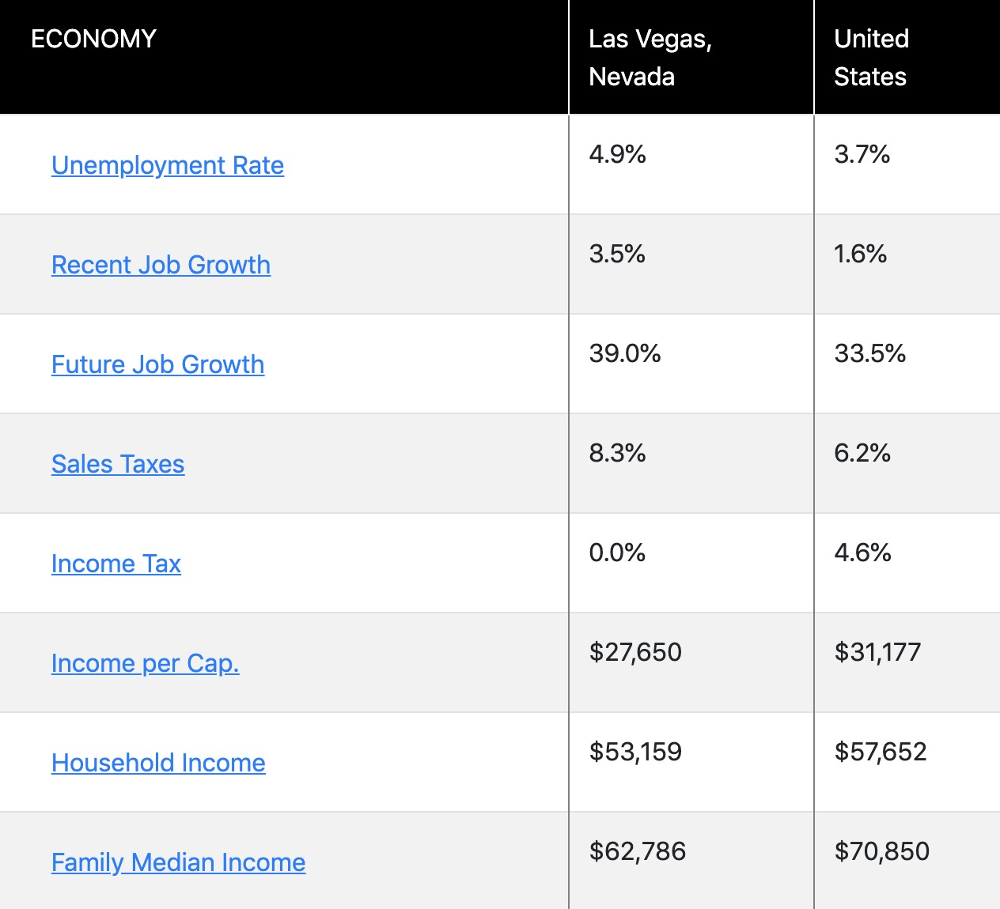 ECONOMY
Las Vegas, Nevada
United States
Unemployment Rate 4.9% 3.7%
Recent Job Growth 3.5% 1.6%
Future Job Growth 39.0% 33.5%
Sales Taxes 8.3% 6.2%
Income Tax 0.0% 4.6%
Income per Cap. $27,650 $31,177
Household Income $53,159 $57,652
Family Median Income $62,786 $70,850